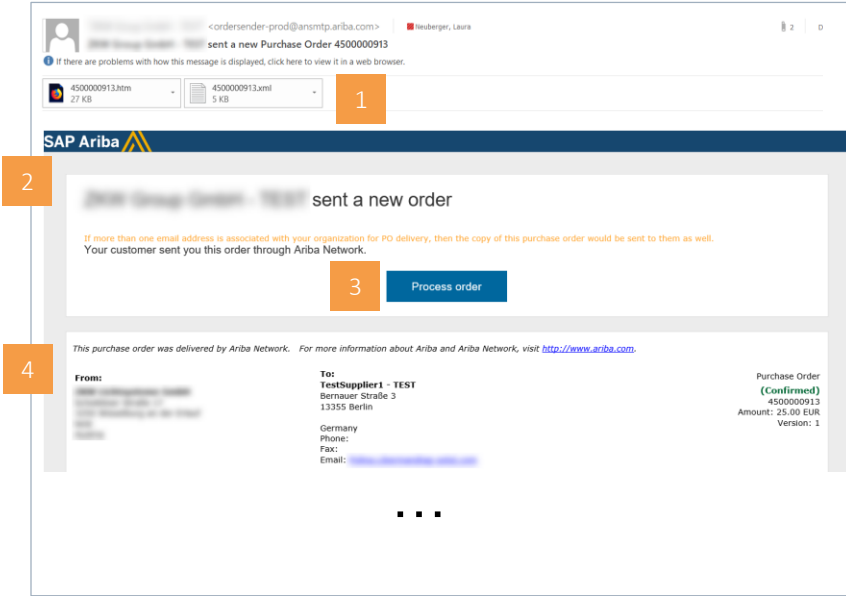 <ordersender-prod@ansmtp.ariba.com> Neuberger, Laura 2 D
sent a new Purchase Order 4500000913
If there are problems with how this message is displayed, click here to view it in a web browser.
4500000913.htm
27 KB
4500000913.xml
5 KB
1
SAP Ariba
2
sent a new order
If more than one email address is associated with your organization for PO delivery, then the copy of this purchase order would be sent to them as well.
Your customer sent you this order through Ariba Network.
3
Process order
This purchase order was delivered by Ariba Network. For more information about Ariba and Ariba Network, visit http://www.ariba.com.
4
From:
To:
TestSupplier1 - TEST
Bernauer Straße 3
13355 Berlin
Germany
Phone:
Fax:
Email:
Purchase Order
(Confirmed)
4500000913
Amount: 25.00 EUR
Version: 1
...